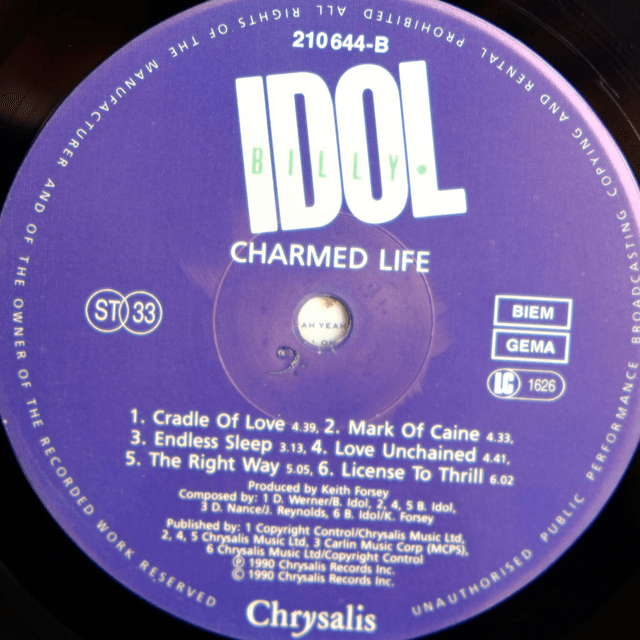 ALL RIGHTS OF THE MANUFACTURER AND OF THE OWNER OF THE RECORDED WORK RESERVED
UNAUTHORISED PUBLIC PERFORMANCE BROADCASTING COPYING AND RENTAL PROHIBITED
210 644-B
IDOL
BILLY
CHARMED LIFE
ST 33
BIEM
GEMA
LC 1626
AH YEAH
1. Cradle Of Love 4.39, 2. Mark Of Caine 4.33,
3. Endless Sleep 3.13, 4. Love Unchained 4.41,
5. The Right Way 5.05, 6. License To Thrill 6.02
Produced by Keith Forsey
Composed by: 1 D. Werner/B. Idol, 2, 4, 5 B. Idol,
3 D. Nance/J. Reynolds, 6 B. Idol/K. Forsey
Published by: 1 Copyright Control/Chrysalis Music Ltd,
2, 4, 5 Chrysalis Music Ltd, 3 Carlin Music Corp (MCPS),
6 Chrysalis Music Ltd/Copyright Control
℗ 1990 Chrysalis Records Inc.
© 1990 Chrysalis Records Inc.
Chrysalis